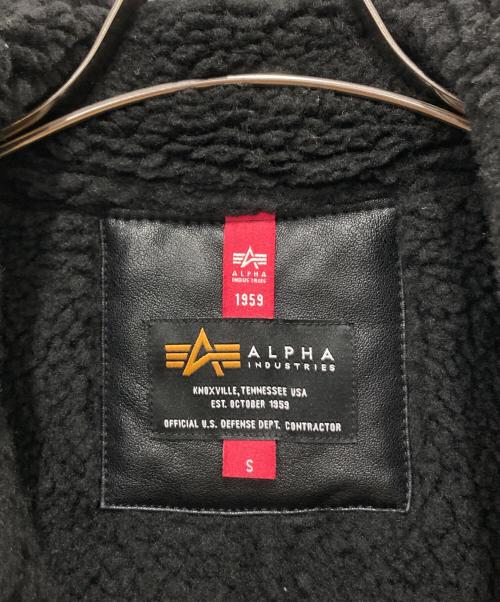 ALPHA
INDUSTRIES
1959
ALPHA
INDUSTRIES
KNOXVILLE, TENNESSEE USA
EST. OCTOBER 1959
OFFICIAL U.S. DEFENSE DEPT. CONTRACTOR
S